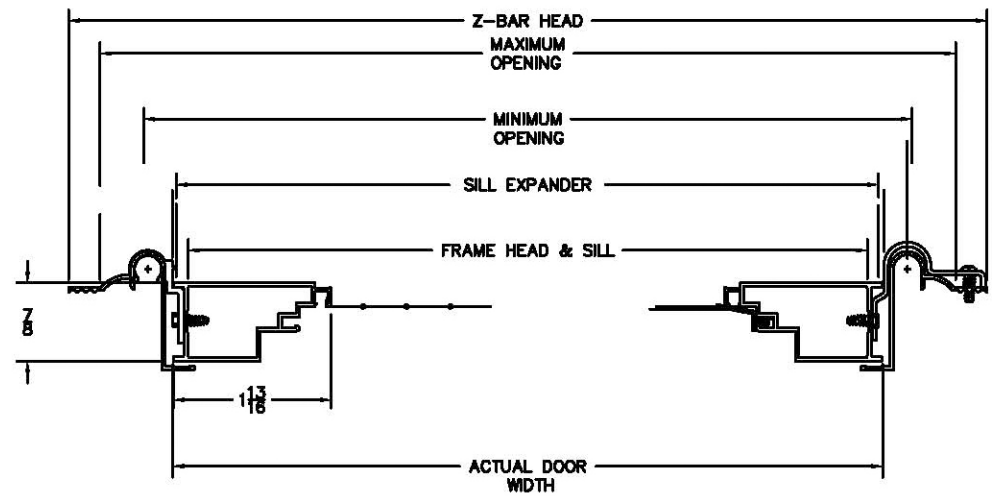 Z-BAR HEAD
MAXIMUM
OPENING
MINIMUM
OPENING
SILL EXPANDER
FRAME HEAD & SILL
7/8
1 13/16
ACTUAL DOOR
WIDTH